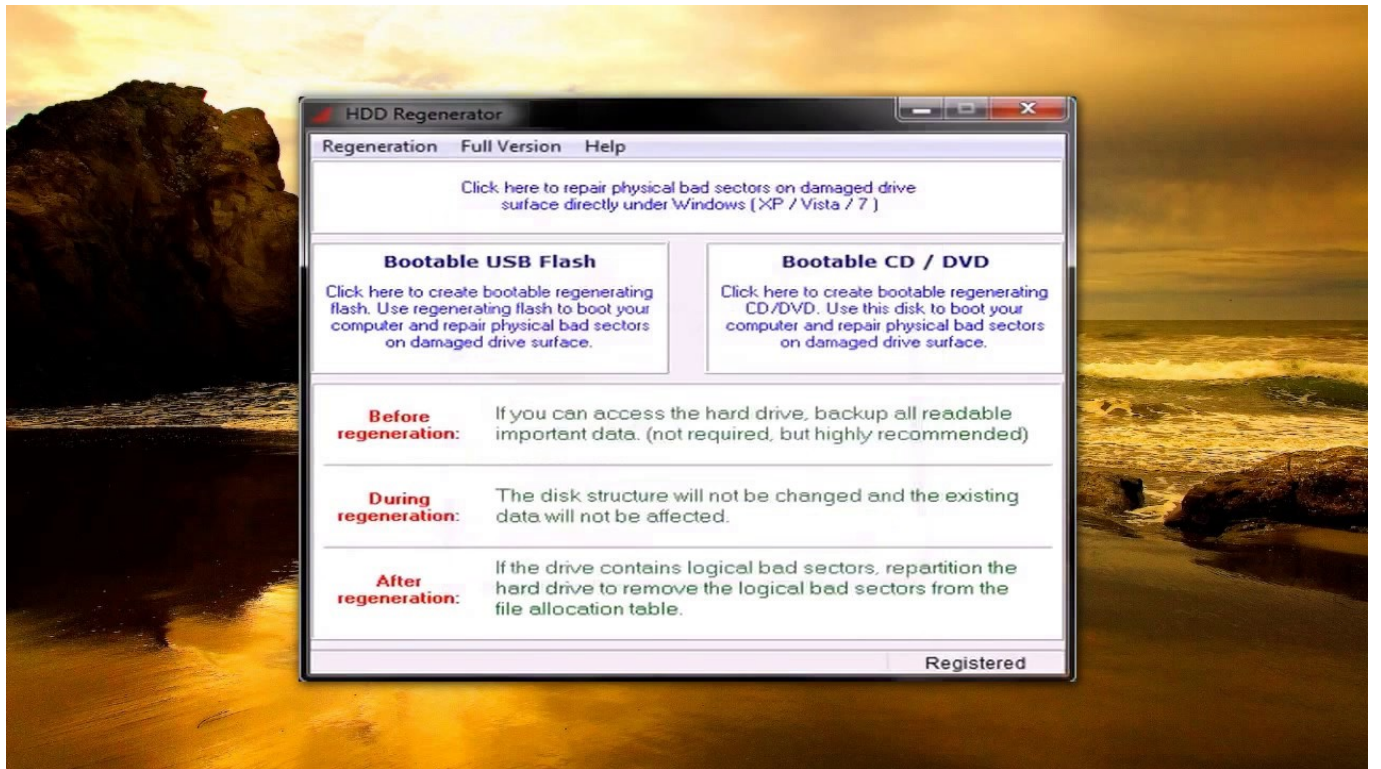 HDD Regenerator
Regeneration Full Version Help
Click here to repair physical bad sectors on damaged drive
surface directly under Windows ( XP / Vista / 7 )
Bootable USB Flash
Click here to create bootable regenerating
flash. Use regenerating flash to boot your
computer and repair physical bad sectors
on damaged drive surface.
Bootable CD / DVD
Click here to create bootable regenerating
CD/DVD. Use this disk to boot your
computer and repair physical bad sectors
on damaged drive surface.
Before
regeneration:
If you can access the hard drive, backup all readable
important data. (not required, but highly recommended)
During
regeneration:
The disk structure will not be changed and the existing
data will not be affected.
After
regeneration:
If the drive contains logical bad sectors, repartition the
hard drive to remove the logical bad sectors from the
file allocation table.
Registered